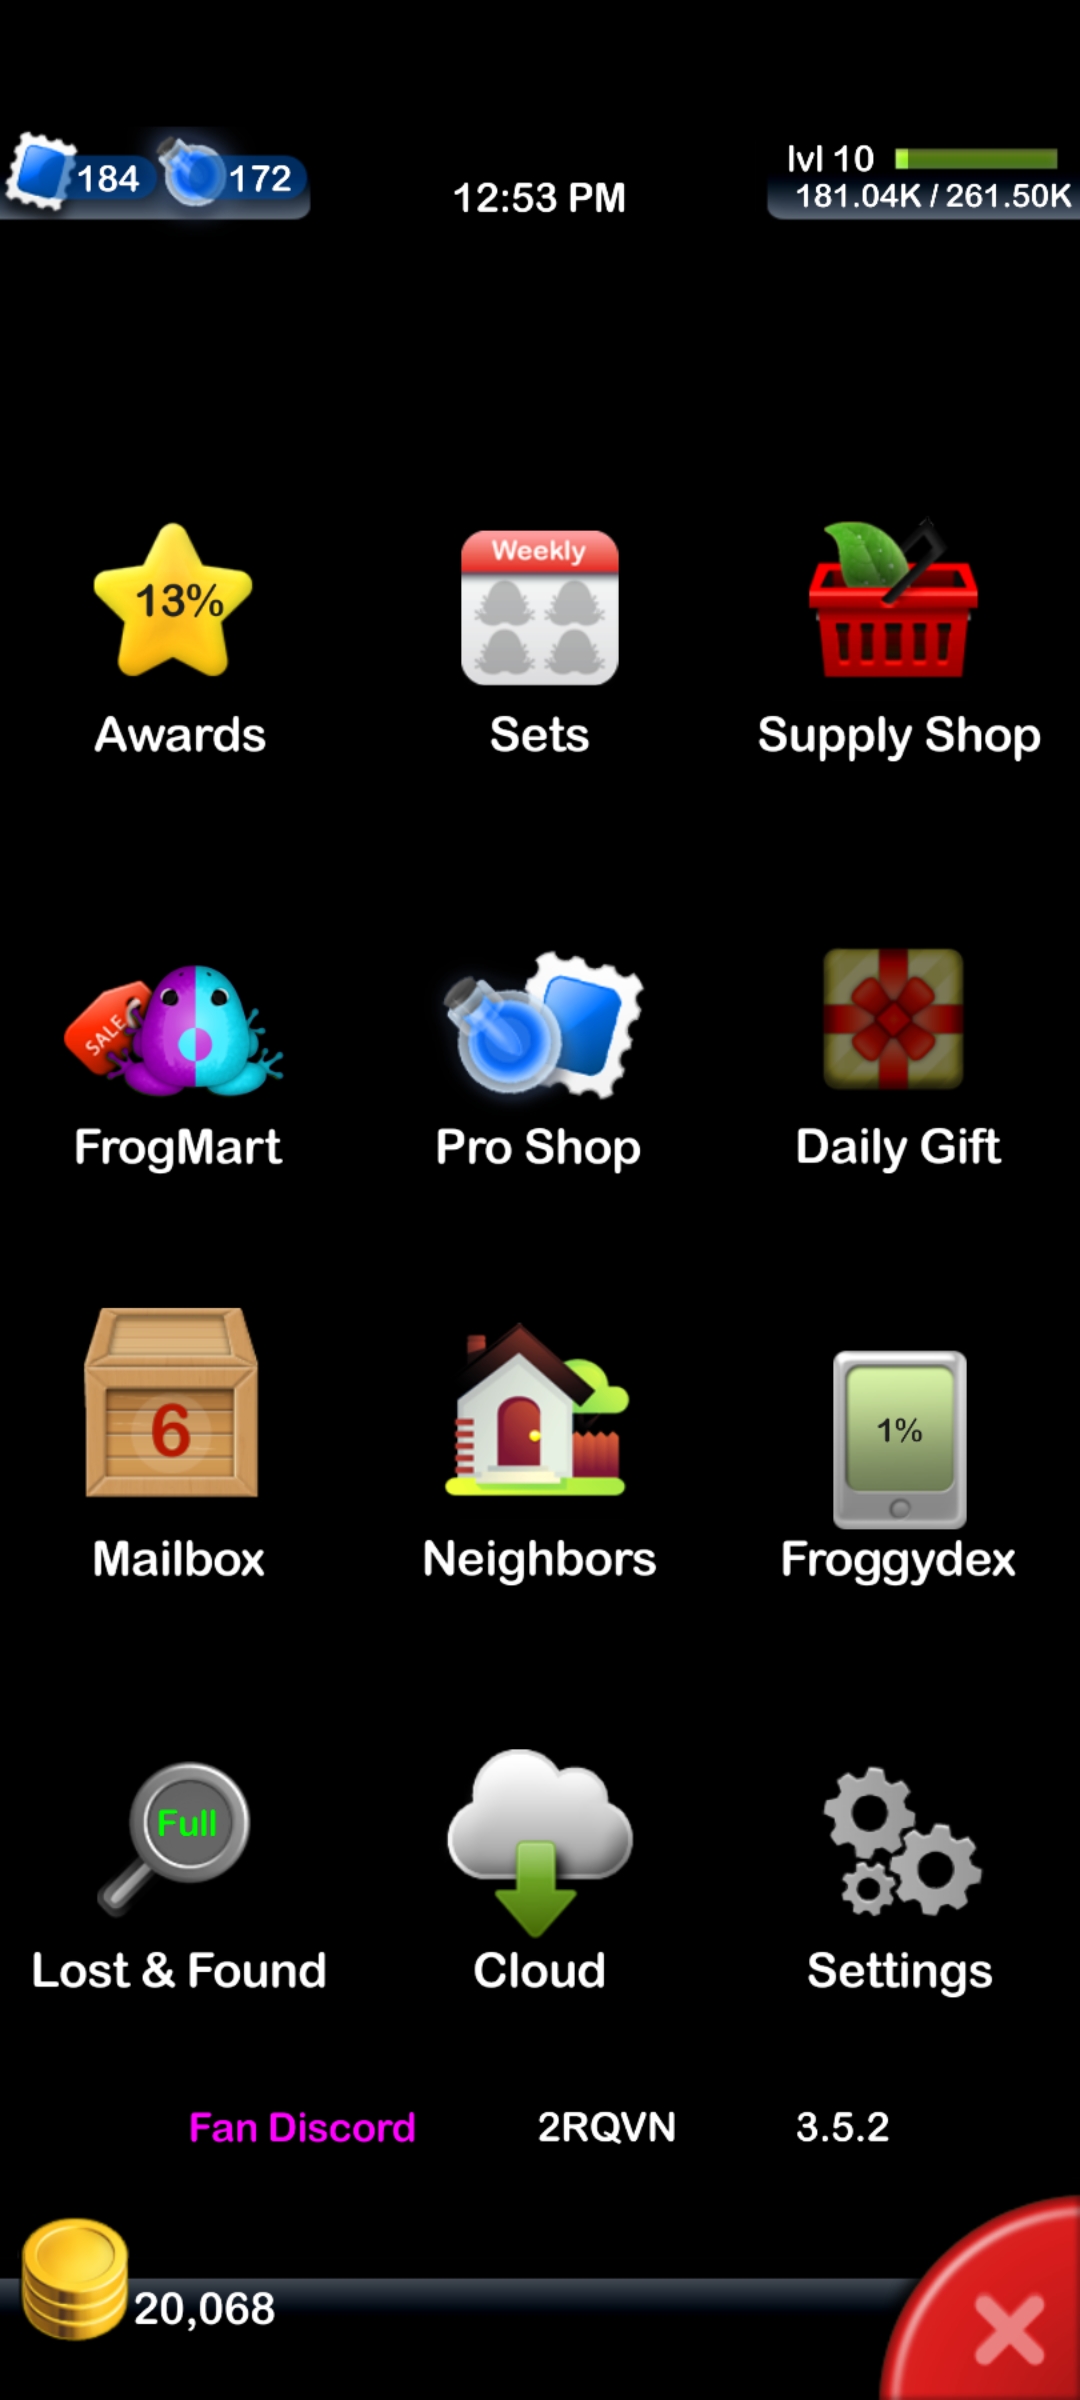 184 172
12:53 PM
lvl 10
181.04K / 261.50K
13%
Weekly
Awards Sets Supply Shop
SALE
FrogMart Pro Shop Daily Gift
6
1%
Mailbox Neighbors Froggydex
Full
Lost & Found Cloud Settings
Fan Discord 2RQVN 3.5.2
20,068